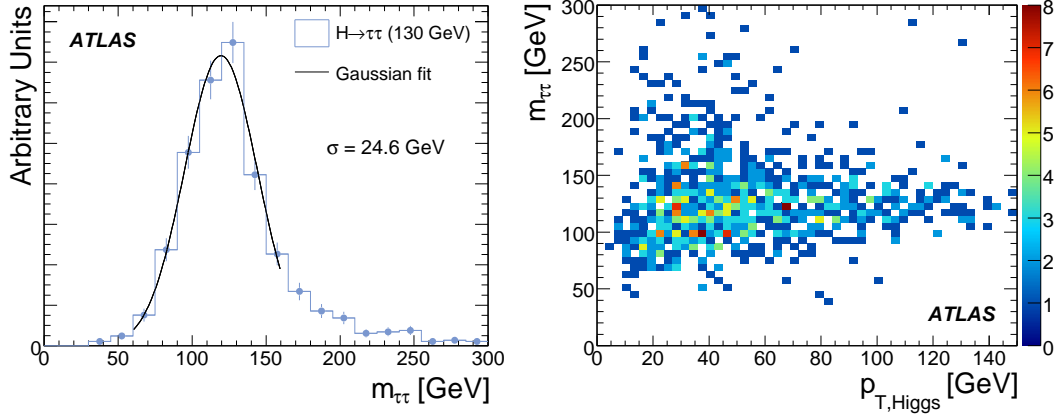 Arbitrary Units
ATLAS
H→ττ (130 GeV)
Gaussian fit
σ = 24.6 GeV
0
0 50 100 150 200 250 300
m_ττ [GeV]
m_ττ [GeV]
300
250
200
150
100
50
0
ATLAS
0 20 40 60 80 100 120 140
p_T,Higgs [GeV]
8
7
6
5
4
3
2
1
0